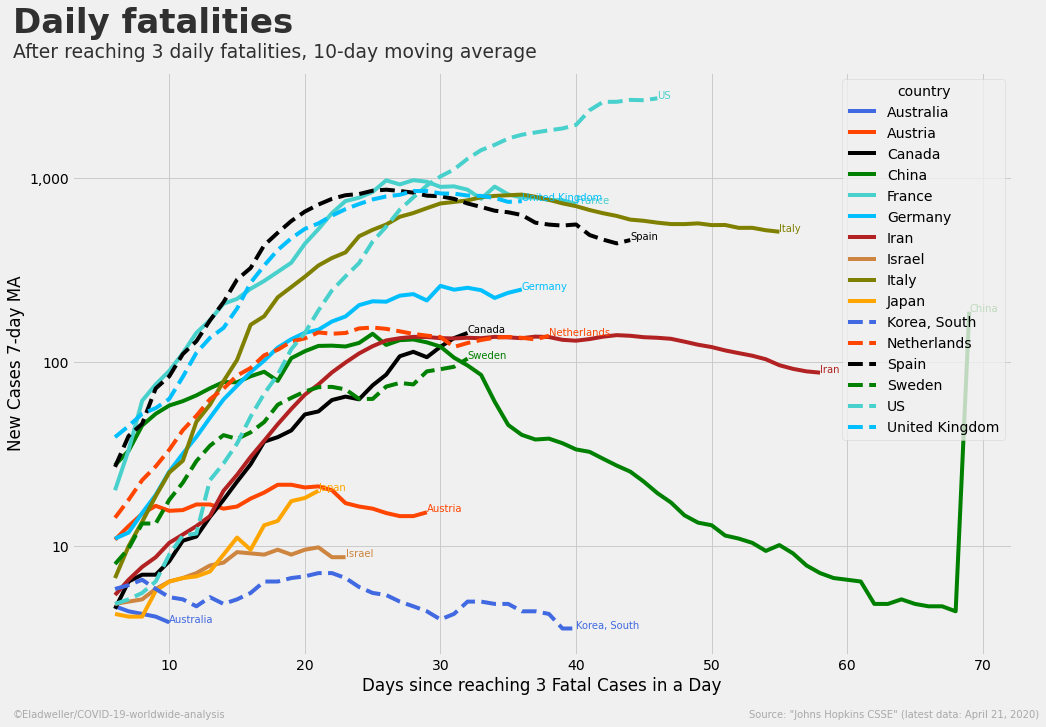 Daily fatalities
After reaching 3 daily fatalities, 10-day moving average
New Cases 7-day MA
1,000
100
10
10
20
30
40
50
60
70
Days since reaching 3 Fatal Cases in a Day
US
United Kingdom
France
Italy
Spain
Germany
China
Canada
Netherlands
Sweden
Iran
Japan
Austria
Israel
Australia
Korea, South
country
Australia
Austria
Canada
China
France
Germany
Iran
Israel
Italy
Japan
Korea, South
Netherlands
Spain
Sweden
US
United Kingdom
©Eladweller/COVID-19-worldwide-analysis
Source: "Johns Hopkins CSSE" (latest data: April 21, 2020)